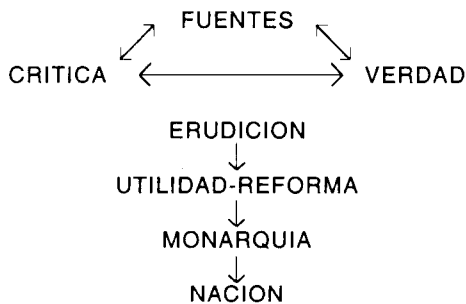 FUENTES
CRITICA VERDAD
ERUDICION
UTILIDAD-REFORMA
MONARQUIA
NACION